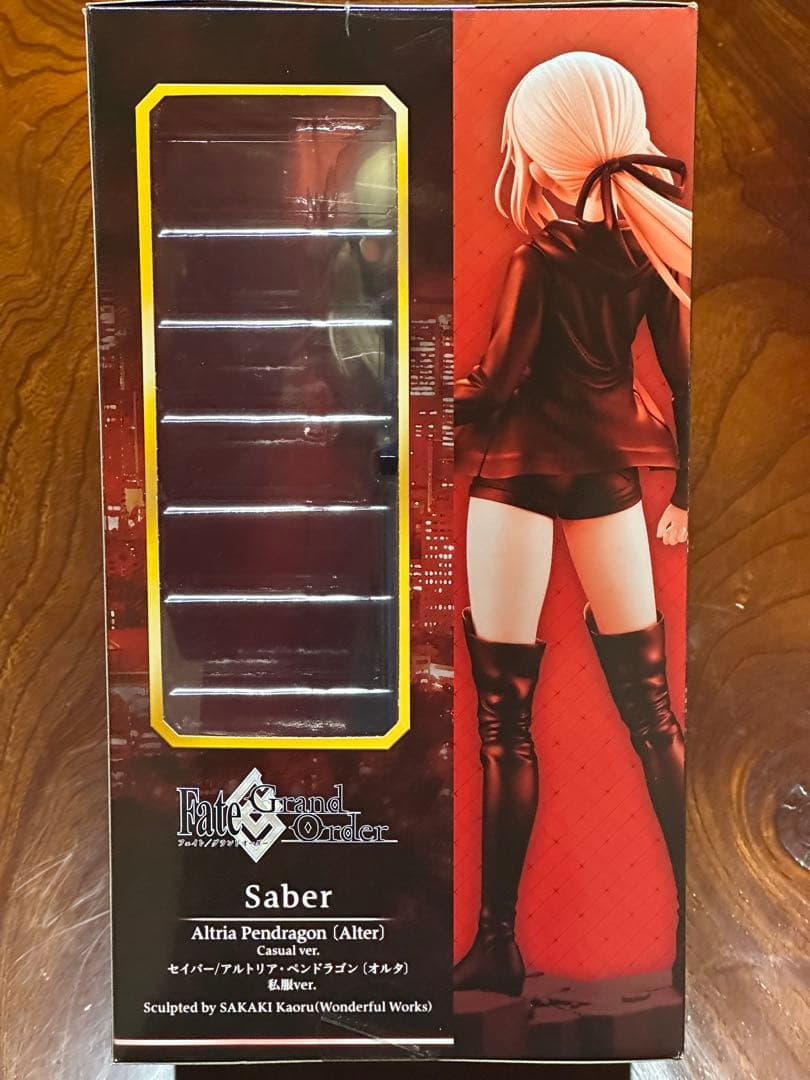 Fate/Grand Order
フェイト/グランドオーダー
Saber
Altria Pendragon〔Alter〕
Casual ver.
セイバー/アルトリア・ペンドラゴン〔オルタ〕
私服ver.
Sculpted by SAKAKI Kaoru(Wonderful Works)